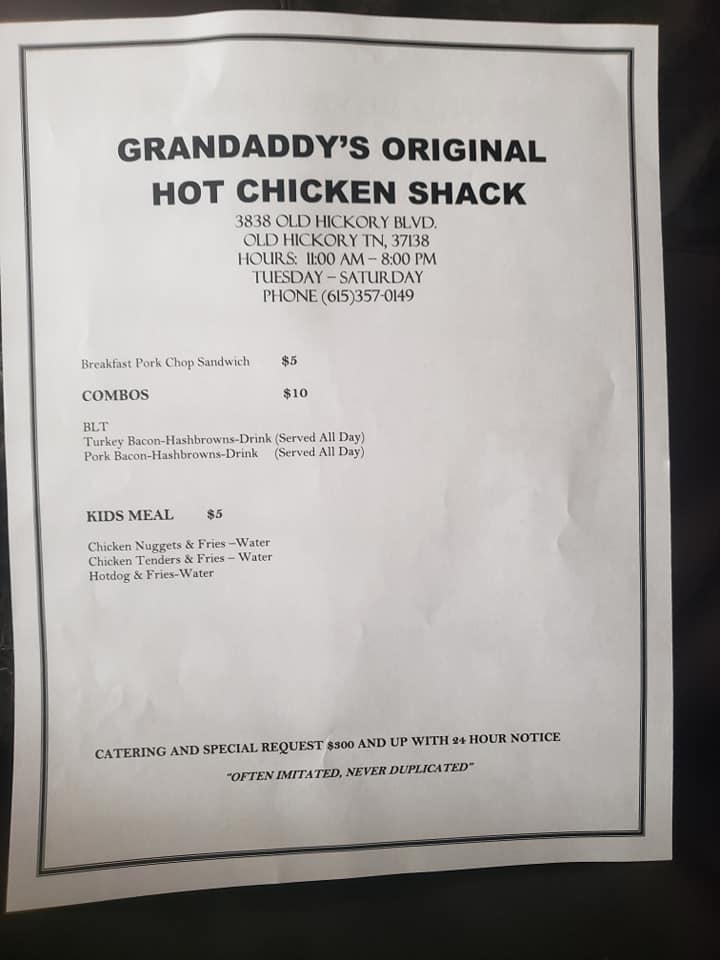 GRANDADDY'S ORIGINAL
HOT CHICKEN SHACK
3838 OLD HICKORY BLVD.
OLD HICKORY TN, 37138
HOURS: 11:00 AM – 8:00 PM
TUESDAY – SATURDAY
PHONE (615)357-0149
Breakfast Pork Chop Sandwich $5
COMBOS $10
BLT
Turkey Bacon-Hashbrowns-Drink (Served All Day)
Pork Bacon-Hashbrowns-Drink (Served All Day)
KIDS MEAL $5
Chicken Nuggets & Fries –Water
Chicken Tenders & Fries – Water
Hotdog & Fries-Water
CATERING AND SPECIAL REQUEST $300 AND UP WITH 24 HOUR NOTICE
"OFTEN IMITATED, NEVER DUPLICATED"